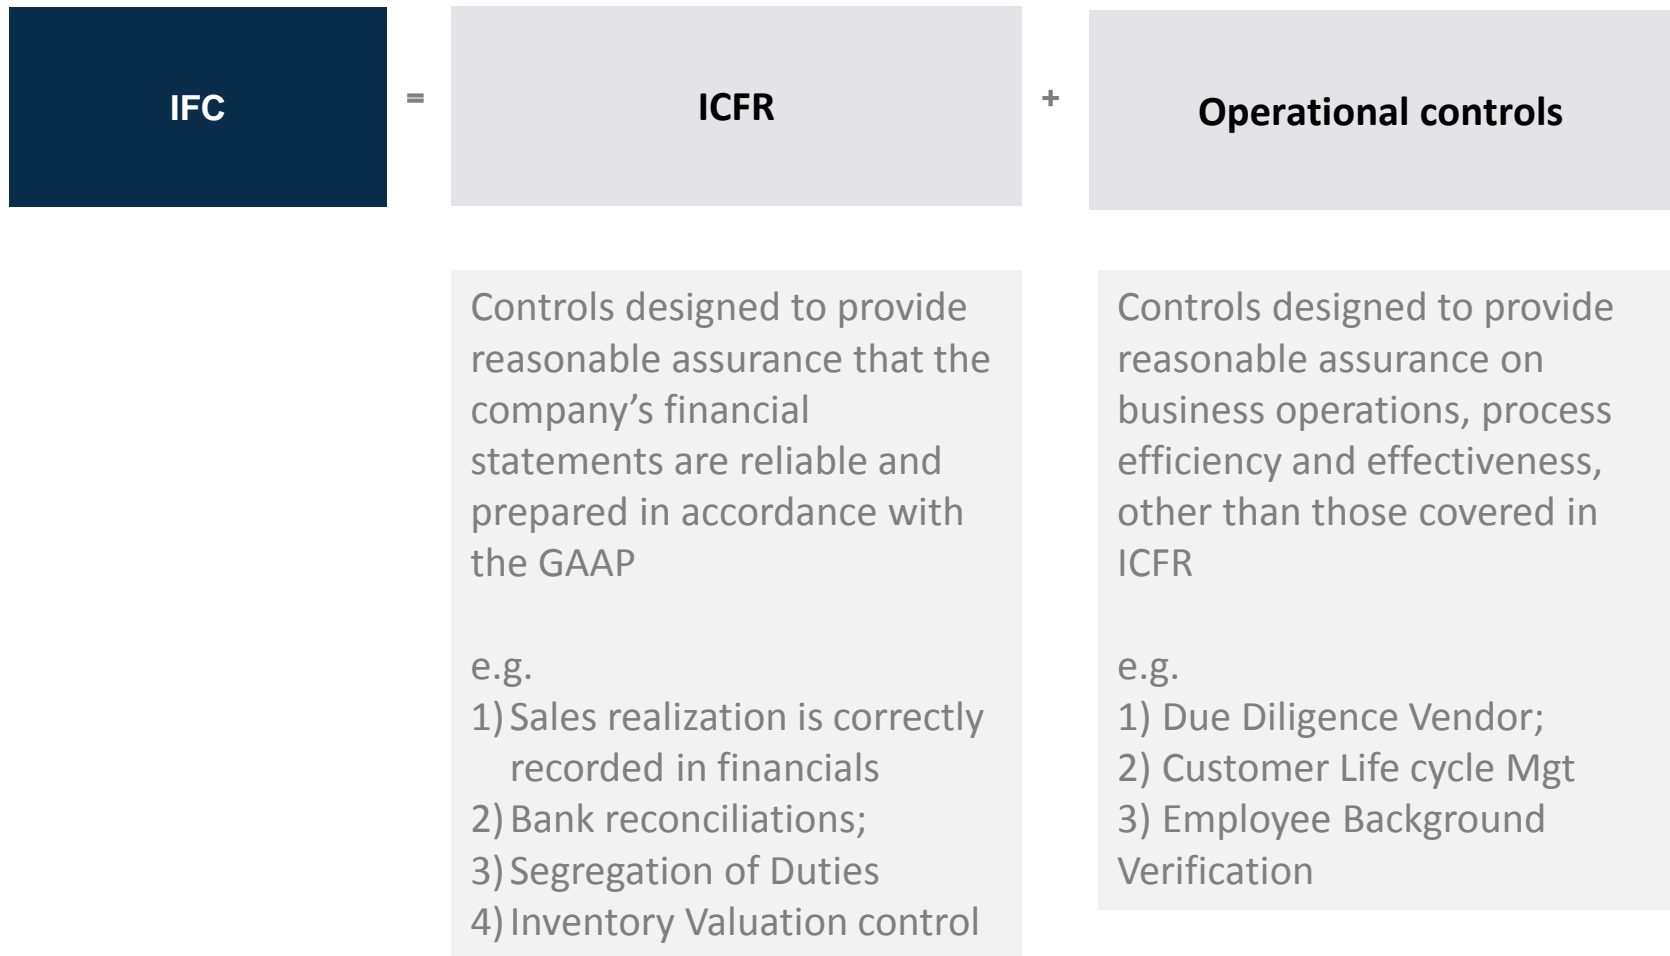 IFC
=
ICFR
+
Operational controls
Controls designed to provide
reasonable assurance that the
company’s financial
statements are reliable and
prepared in accordance with
the GAAP
e.g.
1) Sales realization is correctly
recorded in financials
2) Bank reconciliations;
3) Segregation of Duties
4) Inventory Valuation control
Controls designed to provide
reasonable assurance on
business operations, process
efficiency and effectiveness,
other than those covered in
ICFR
e.g.
1) Due Diligence Vendor;
2) Customer Life cycle Mgt
3) Employee Background
Verification